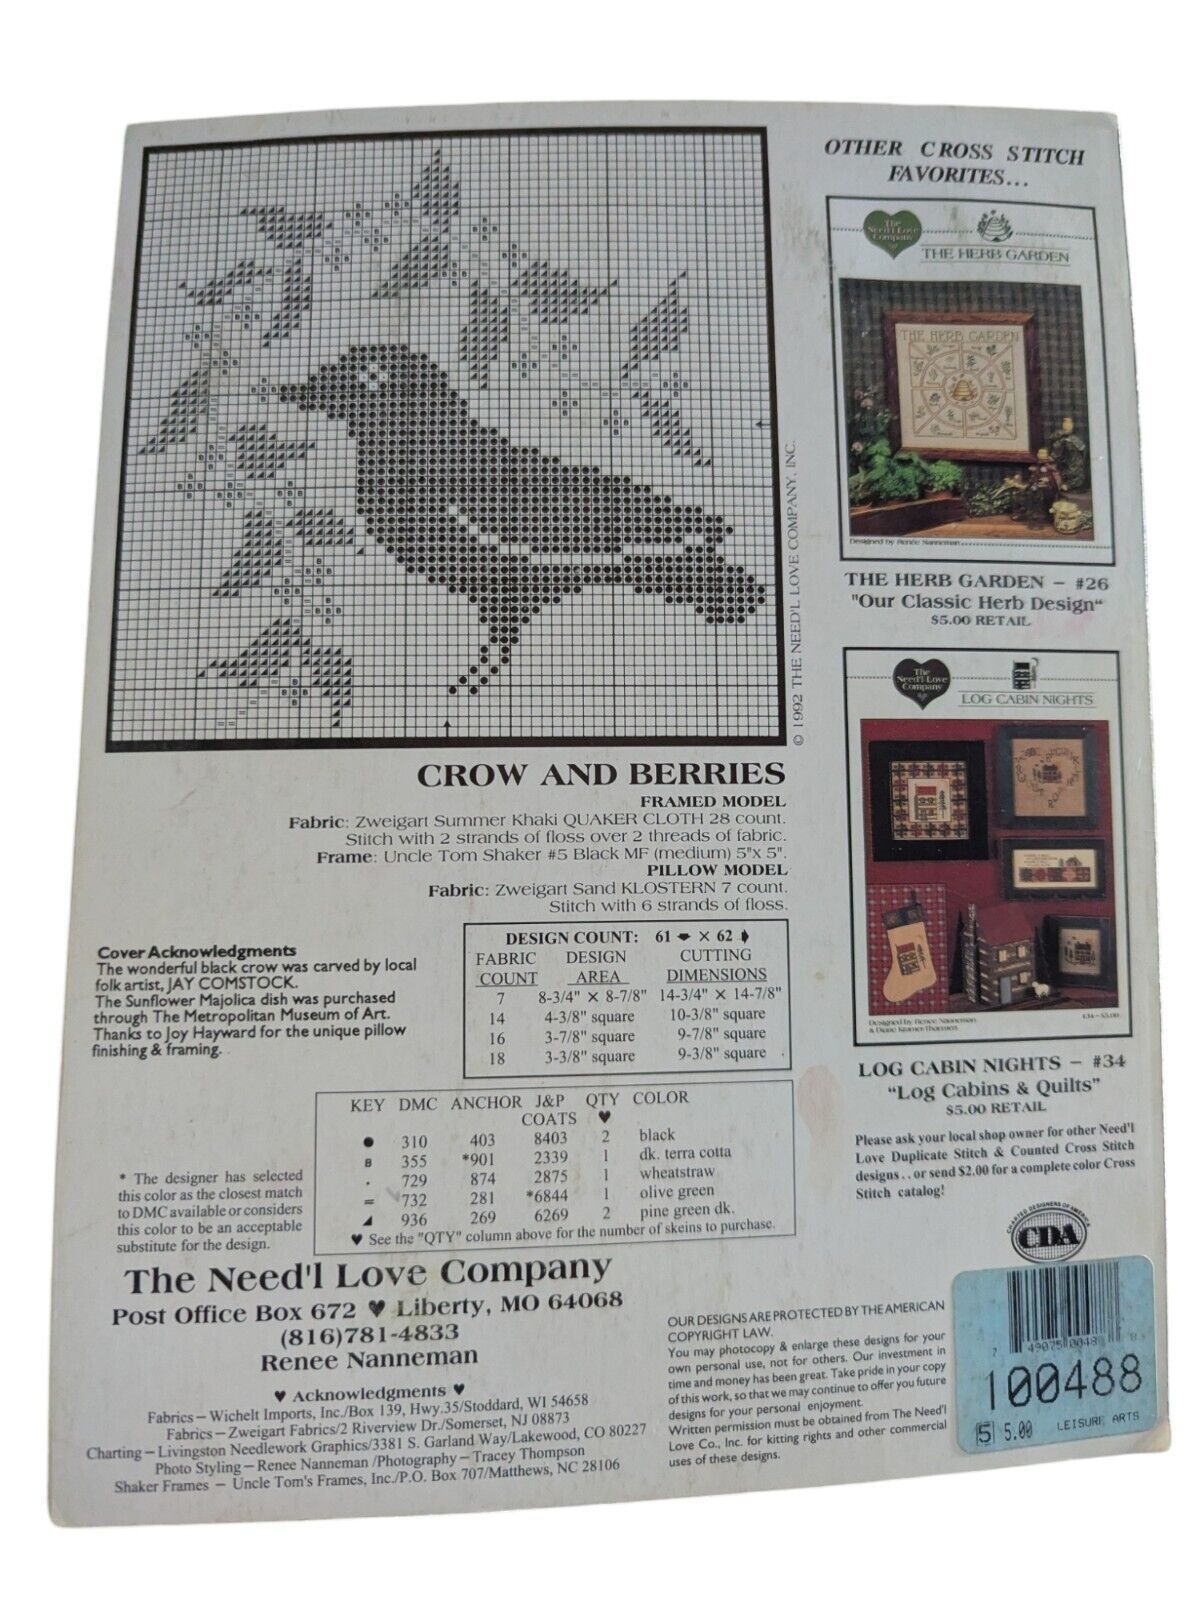 © 1992 THE NEED'L LOVE COMPANY, INC.
CROW AND BERRIES
FRAMED MODEL
Fabric: Zweigart Summer Khaki QUAKER CLOTH 28 count.
Stitch with 2 strands of floss over 2 threads of fabric.
Frame: Uncle Tom Shaker #5 Black MF (medium) 5"x 5".
PILLOW MODEL
Fabric: Zweigart Sand KLOSTERN 7 count.
Stitch with 6 strands of floss.
Cover Acknowledgments
The wonderful black crow was carved by local
folk artist, JAY COMSTOCK.
The Sunflower Majolica dish was purchased
through The Metropolitan Museum of Art.
Thanks to Joy Hayward for the unique pillow
finishing & framing.
DESIGN COUNT: 61 × 62
FABRIC DESIGN CUTTING
COUNT AREA DIMENSIONS
7 8-3/4" × 8-7/8" 14-3/4" × 14-7/8"
14 4-3/8" square 10-3/8" square
16 3-7/8" square 9-7/8" square
18 3-3/8" square 9-3/8" square
KEY DMC ANCHOR J&P QTY COLOR
COATS ♥
● 310 403 8403 2 black
B 355 *901 2339 1 dk. terra cotta
· 729 874 2875 1 wheatstraw
= 732 281 *6844 1 olive green
◢ 936 269 6269 2 pine green dk.
♥ See the "QTY" column above for the number of skeins to purchase.
* The designer has selected
this color as the closest match
to DMC available or considers
this color to be an acceptable
substitute for the design.
The Need'l Love Company
Post Office Box 672 ♥ Liberty, MO 64068
(816)781-4833
Renee Nanneman
♥ Acknowledgments ♥
Fabrics – Wichelt Imports, Inc./Box 139, Hwy.35/Stoddard, WI 54658
Fabrics – Zweigart Fabrics/2 Riverview Dr./Somerset, NJ 08873
Charting – Livingston Needlework Graphics/3381 S. Garland Way/Lakewood, CO 80227
Photo Styling – Renee Nanneman /Photography – Tracey Thompson
Shaker Frames – Uncle Tom's Frames, Inc./P.O. Box 707/Matthews, NC 28106
OTHER CROSS STITCH
FAVORITES...
The
Need'l Love
Company
THE HERB GARDEN
THE HERB GARDEN
Designed by Renée Nanneman
THE HERB GARDEN – #26
"Our Classic Herb Design"
$5.00 RETAIL
The
Need'l Love
Company
LOG CABIN NIGHTS
Designed by Renee Nanneman
& Diane Kramer Tharnett
#34–$5.00
LOG CABIN NIGHTS – #34
"Log Cabins & Quilts"
$5.00 RETAIL
Please ask your local shop owner for other Need'l
Love Duplicate Stitch & Counted Cross Stitch
designs.. or send $2.00 for a complete color Cross
Stitch catalog!
CHARTED DESIGNERS OF AMERICA
CDA
OUR DESIGNS ARE PROTECTED BY THE AMERICAN
COPYRIGHT LAW.
You may photocopy & enlarge these designs for your
own personal use, not for others. Our investment in
time and money has been great. Take pride in your copy
of this work, so that we may continue to offer you future
designs for your personal enjoyment.
Written permission must be obtained from The Need'l
Love Co., Inc. for kitting rights and other commercial
uses of these designs.
7 49075 00488 8
100488
5 5.00 LEISURE ARTS